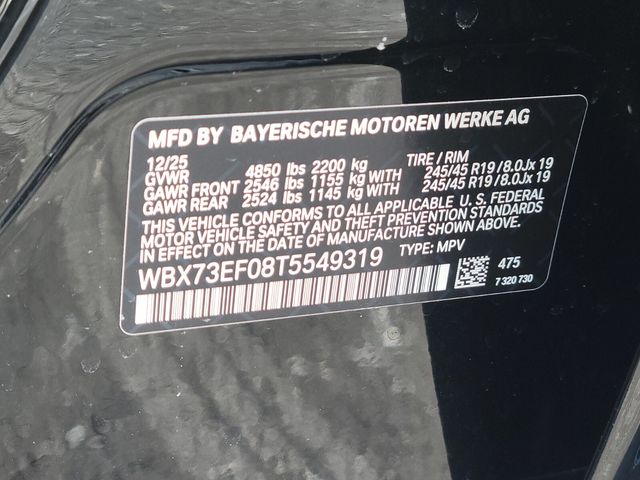 MFD BY BAYERISCHE MOTOREN WERKE AG
12/25 TIRE / RIM
GVWR 4850 lbs 2200 kg
GAWR FRONT 2546 lbs 1155 kg WITH 245/45 R19/8.0Jx 19
GAWR REAR 2524 lbs 1145 kg WITH 245/45 R19/8.0Jx 19
THIS VEHICLE CONFORMS TO ALL APPLICABLE U. S. FEDERAL
MOTOR VEHICLE SAFETY AND THEFT PREVENTION STANDARDS
IN EFFECT ON THE DATE OF MANUFACTURE SHOWN ABOVE.
WBX73EF08T5549319 TYPE: MPV
475
7 320 730